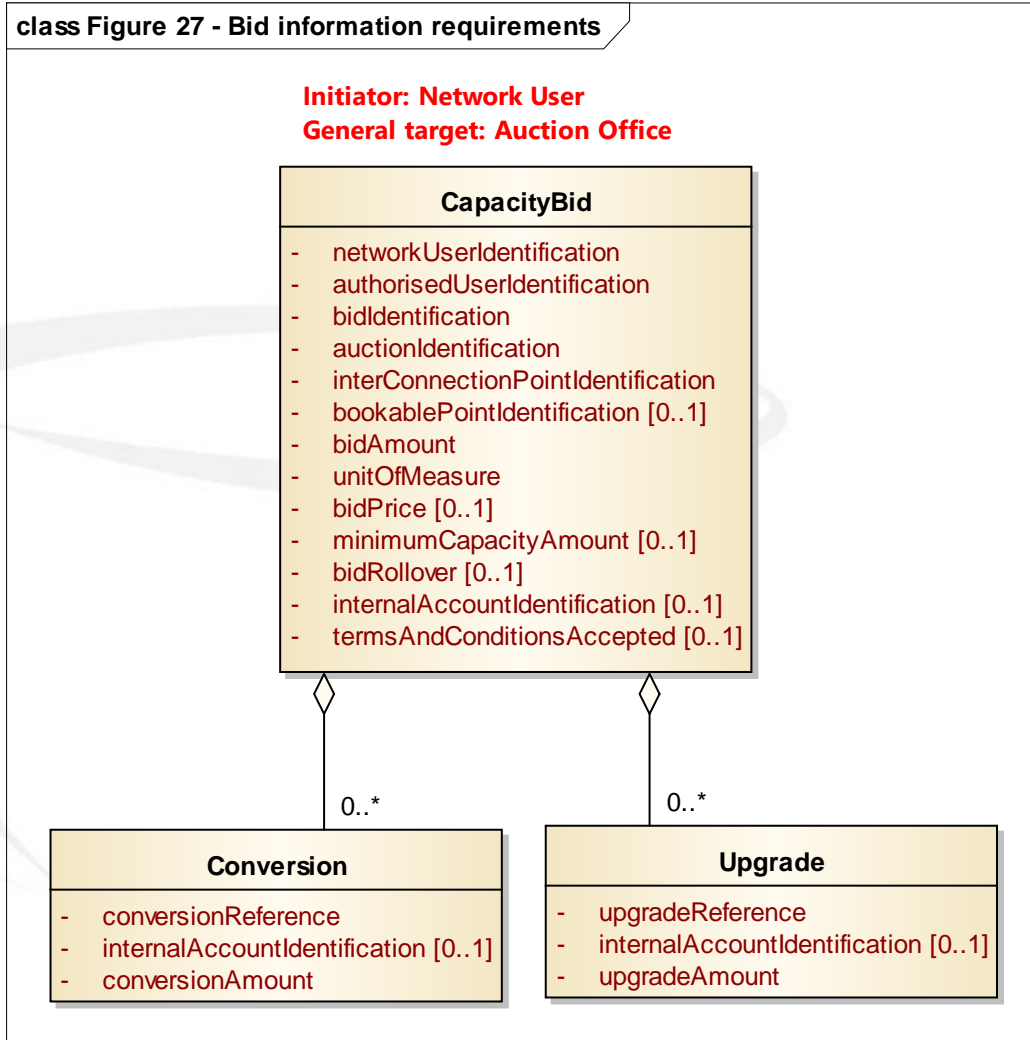 class Figure 27 - Bid information requirements
Initiator: Network User
General target: Auction Office
CapacityBid
- networkUserIdentification
- authorisedUserIdentification
- bidIdentification
- auctionIdentification
- interConnectionPointIdentification
- bookablePointIdentification [0..1]
- bidAmount
- unitOfMeasure
- bidPrice [0..1]
- minimumCapacityAmount [0..1]
- bidRollover [0..1]
- internalAccountIdentification [0..1]
- termsAndConditionsAccepted [0..1]
0..*
0..*
Conversion
- conversionReference
- internalAccountIdentification [0..1]
- conversionAmount
Upgrade
- upgradeReference
- internalAccountIdentification [0..1]
- upgradeAmount